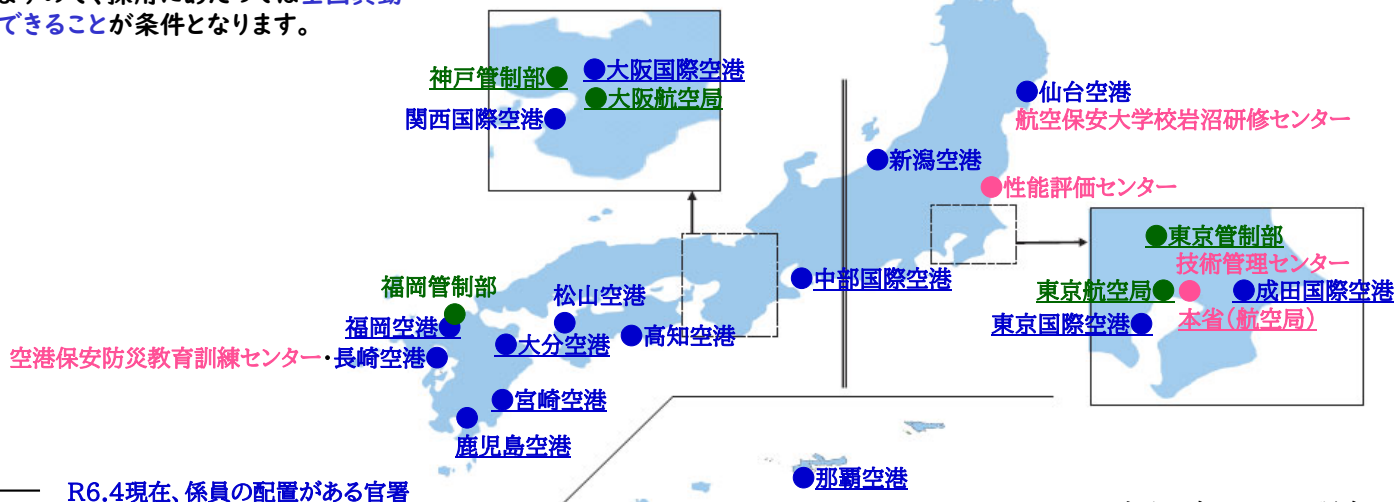 できることが条件となります。
神戸管制部
大阪国際空港
大阪航空局
関西国際空港
仙台空港
航空保安大学校岩沼研修センター
新潟空港
性能評価センター
東京管制部
技術管理センター
東京航空局
成田国際空港
本省(航空局)
東京国際空港
中部国際空港
福岡管制部
松山空港
福岡空港
高知空港
大分空港
空港保安防災教育訓練センター・長崎空港
宮崎空港
鹿児島空港
那覇空港
R6.4現在、係員の配置がある官署